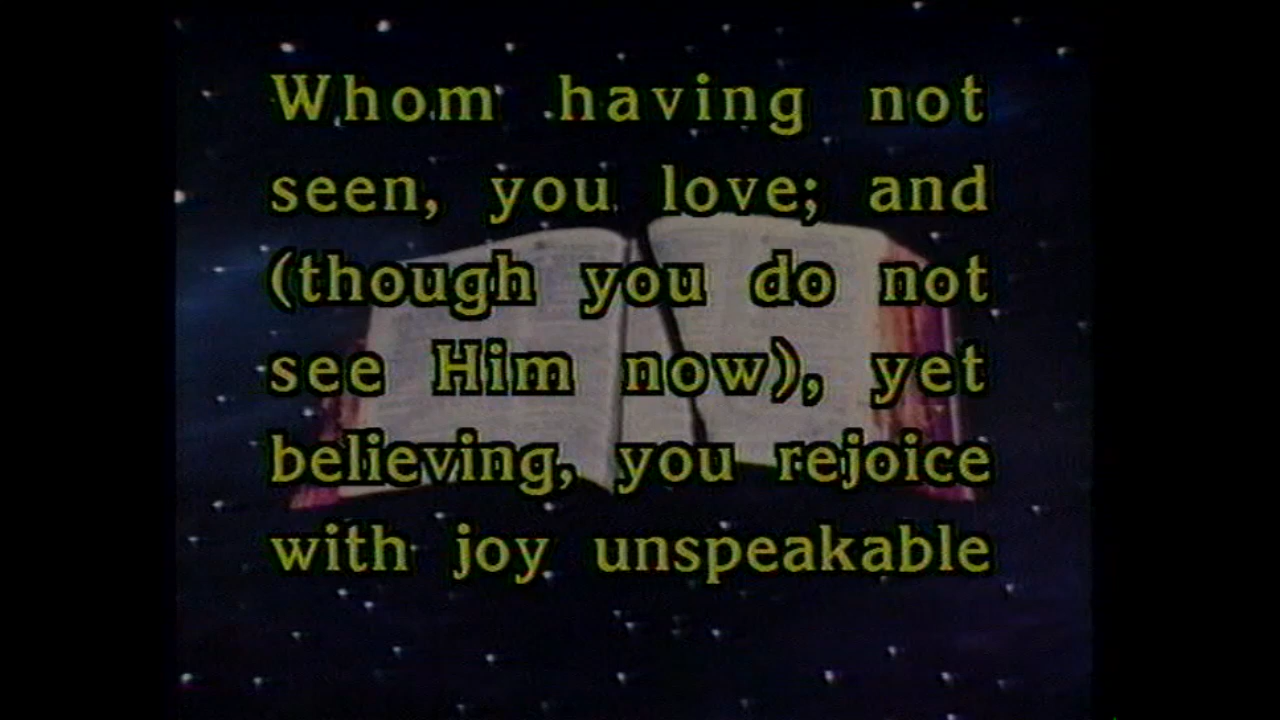 Whom having not
seen, you love; and
(though you do not
see Him now), yet
believing, you rejoice
with joy unspeakable